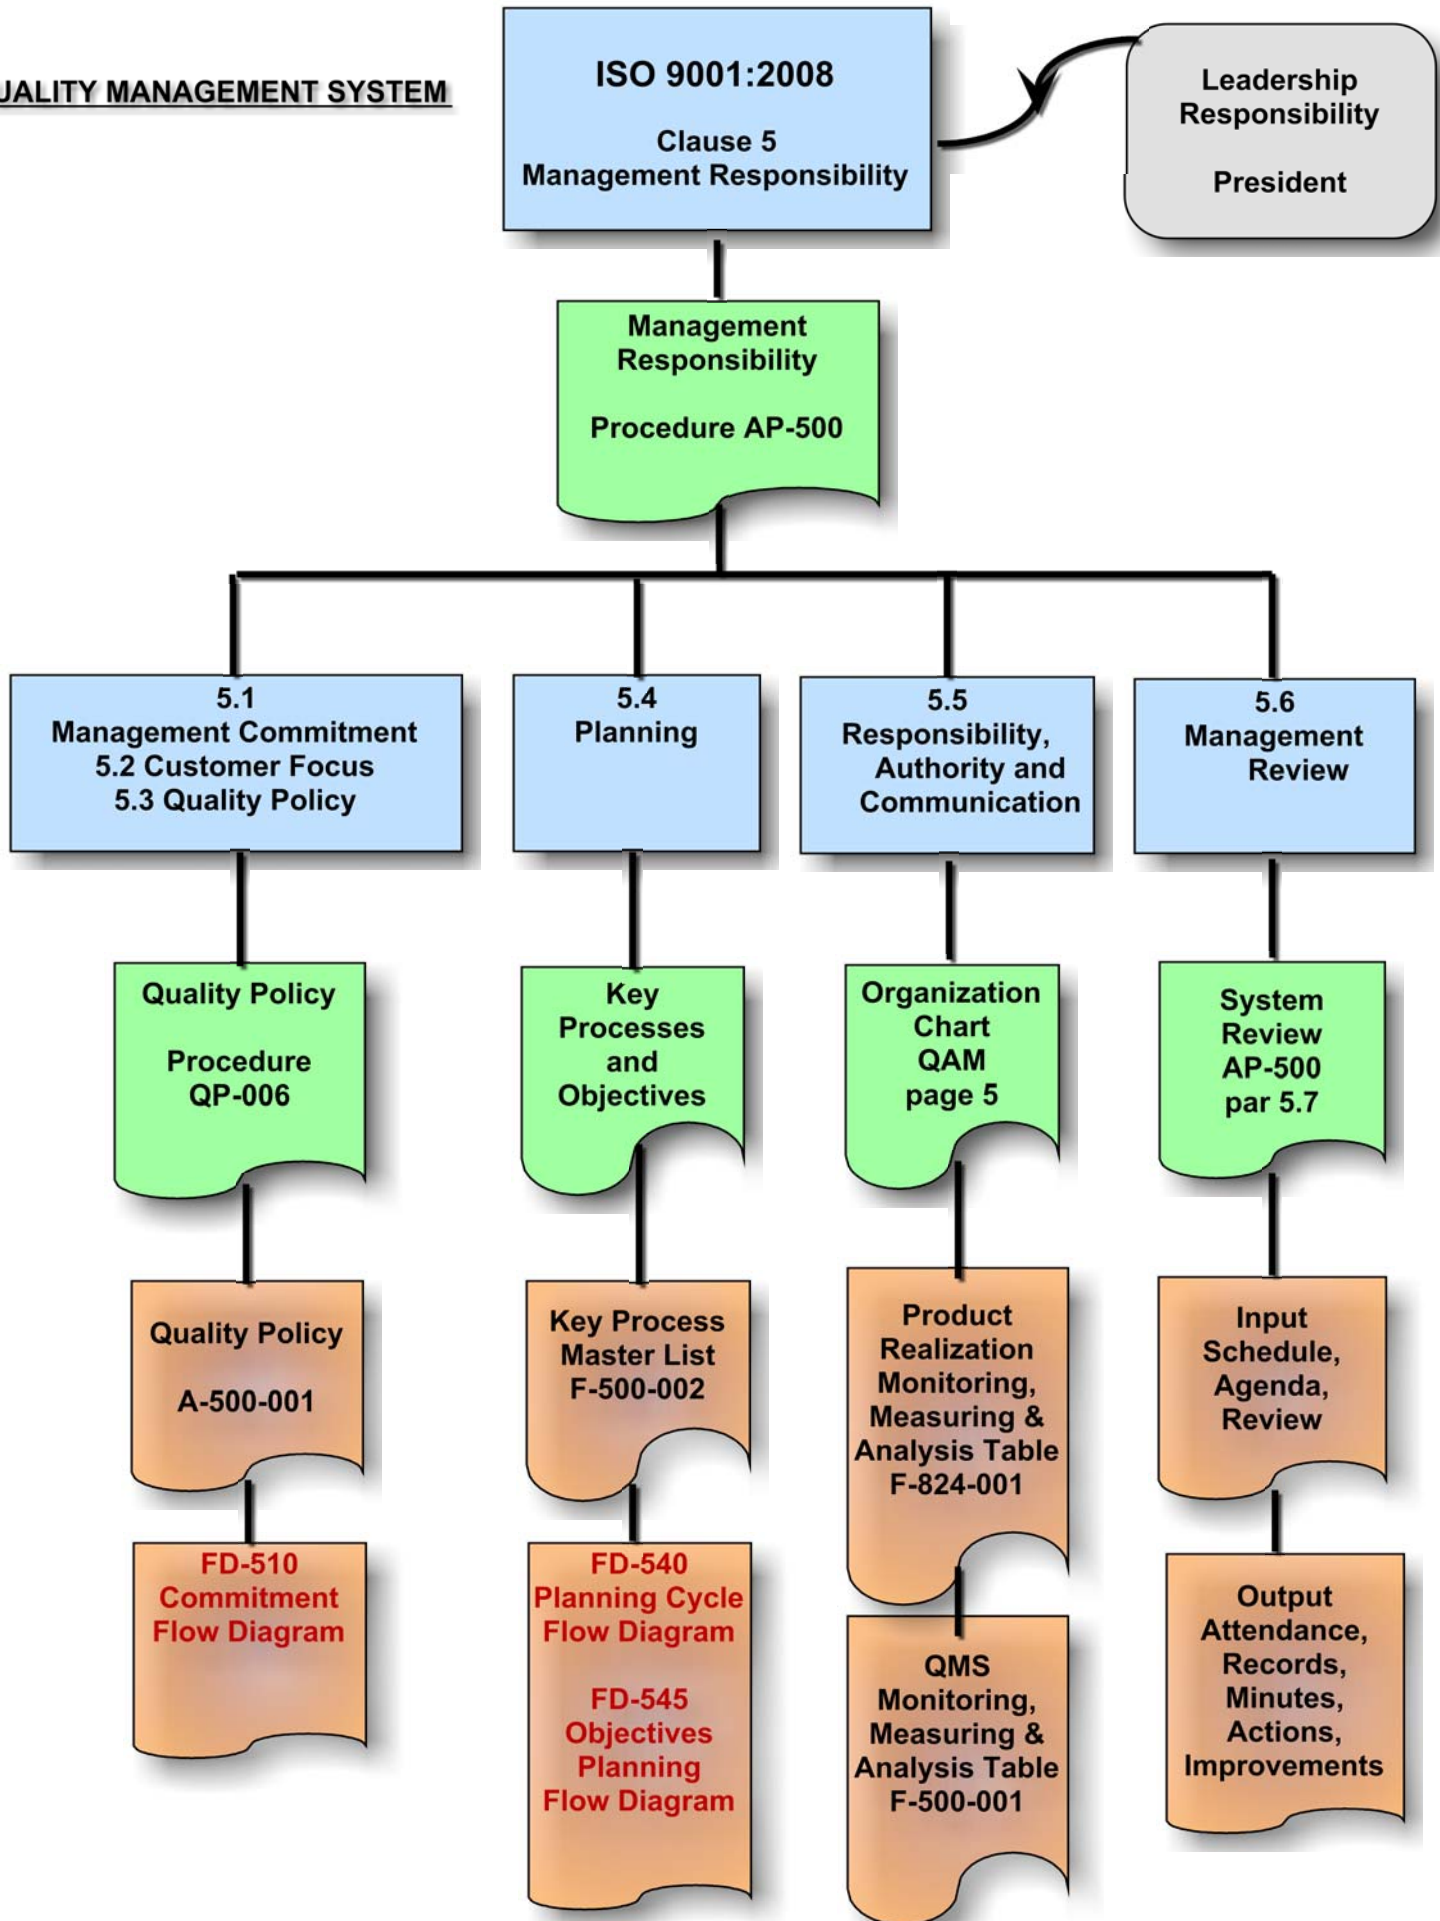 UALITY MANAGEMENT SYSTEM
ISO 9001:2008
Clause 5
Management Responsibility
Leadership
Responsibility
President
Management
Responsibility
Procedure AP-500
5.1
Management Commitment
5.2 Customer Focus
5.3 Quality Policy
5.4
Planning
5.5
Responsibility,
Authority and
Communication
5.6
Management
Review
Quality Policy
Procedure
QP-006
Key
Processes
and
Objectives
Organization
Chart
QAM
page 5
System
Review
AP-500
par 5.7
Quality Policy
A-500-001
Key Process
Master List
F-500-002
Product
Realization
Monitoring,
Measuring &
Analysis Table
F-824-001
Input
Schedule,
Agenda,
Review
FD-510
Commitment
Flow Diagram
FD-540
Planning Cycle
Flow Diagram
FD-545
Objectives
Planning
Flow Diagram
QMS
Monitoring,
Measuring &
Analysis Table
F-500-001
Output
Attendance,
Records,
Minutes,
Actions,
Improvements